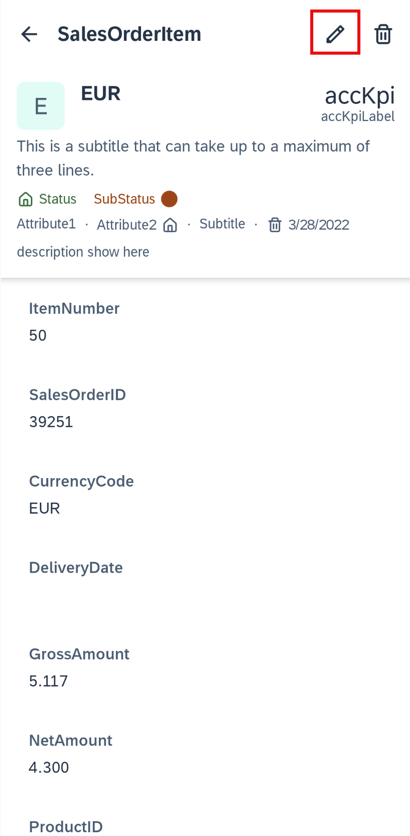 SalesOrderItem
E
EUR
accKpi
accKpiLabel
This is a subtitle that can take up to a maximum of
three lines.
Status SubStatus
Attribute1 · Attribute2 · Subtitle · 3/28/2022
description show here
ItemNumber
50
SalesOrderID
39251
CurrencyCode
EUR
DeliveryDate
GrossAmount
5.117
NetAmount
4.300
ProductID